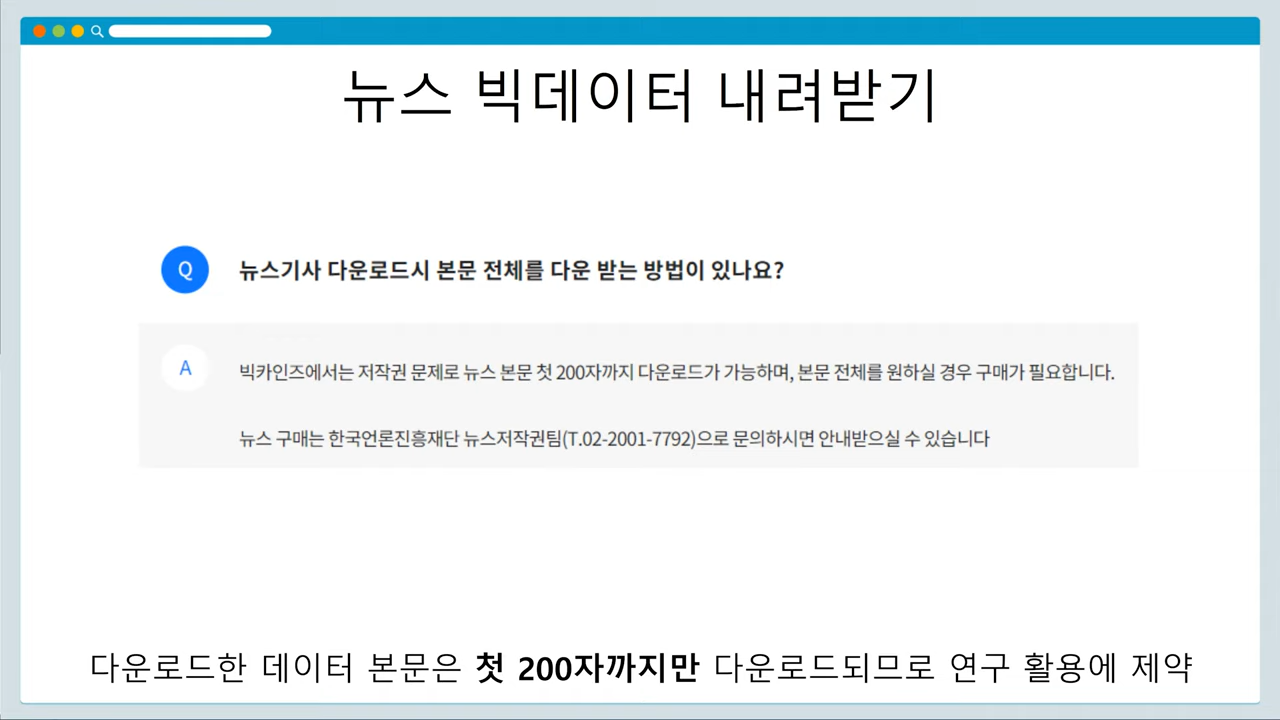 뉴스 빅데이터 내려받기
Q
뉴스기사 다운로드시 본문 전체를 다운 받는 방법이 있나요?
A
빅카인즈에서는 저작권 문제로 뉴스 본문 첫 200자까지 다운로드가 가능하며, 본문 전체를 원하실 경우 구매가 필요합니다.
뉴스 구매는 한국언론진흥재단 뉴스저작권팀(T.02-2001-7792)으로 문의하시면 안내받으실 수 있습니다
다운로드한 데이터 본문은 첫 200자까지만 다운로드되므로 연구 활용에 제약